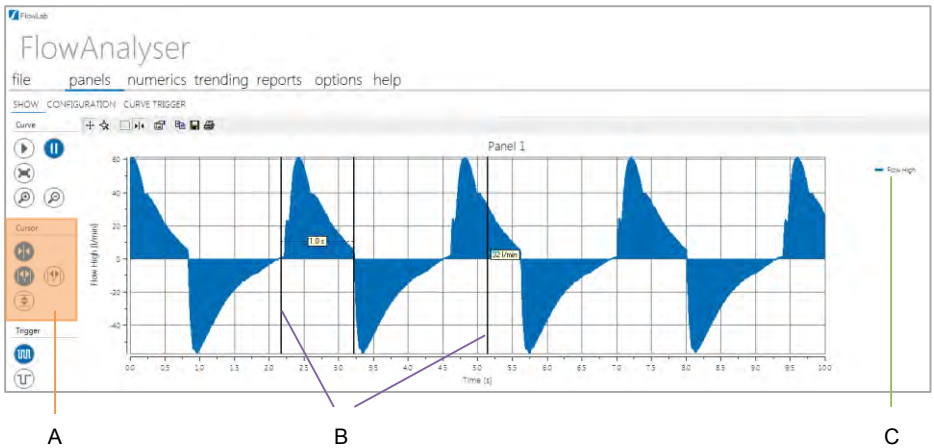 FlowLab
FlowAnalyser
file panels numerics trending reports options help
SHOW CONFIGURATION CURVE TRIGGER
Curve
Panel 1
Flow High
60
40
20
0
-20
-40
Flow High [l/min]
1.0 s
32 l/min
Cursor
Trigger
0.0 0.5 1.0 1.5 2.0 2.5 3.0 3.5 4.0 4.5 5.0 5.5 6.0 6.5 7.0 7.5 8.0 8.5 9.0 9.5 10.0
Time [s]
A B C